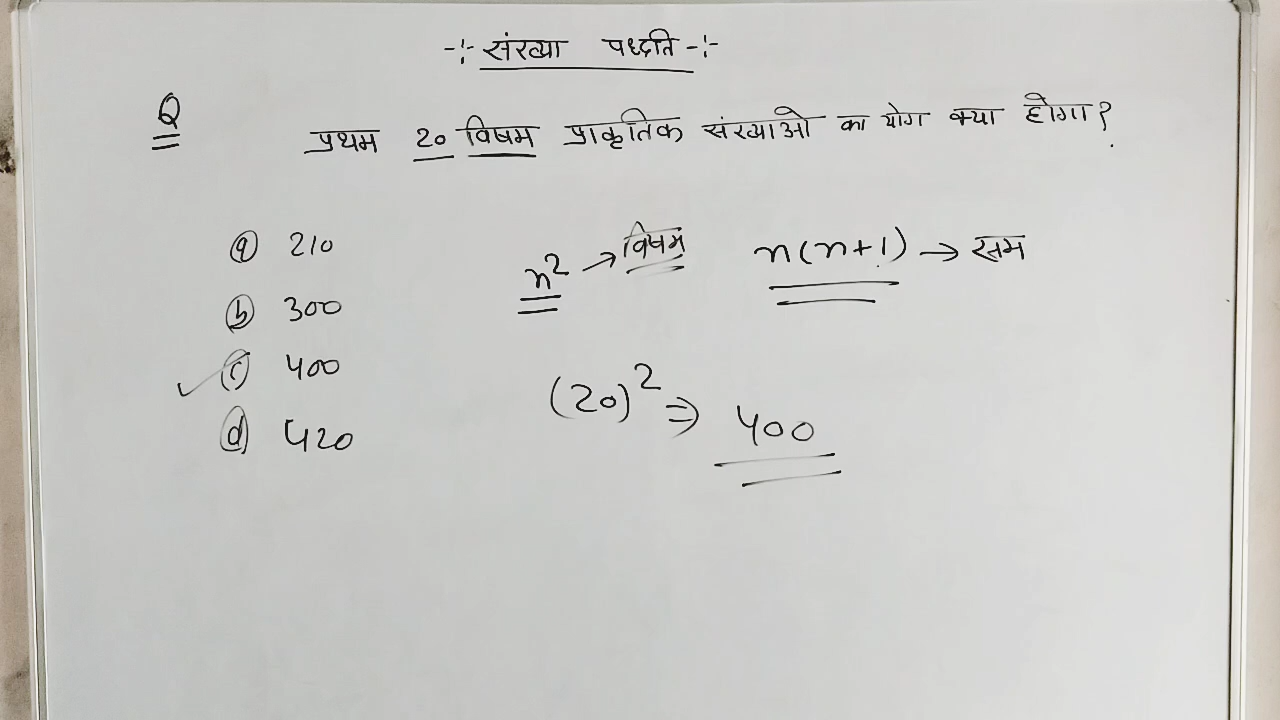 -:- संख्या पध्दति -:-
Q
प्रथम 20 विषम प्राकृतिक संख्याओ का योग क्या होगा?
(a) 210
n² → विषम
n(n+1) → सम
(b) 300
✓ (c) 400
(20)² ⇒ 400
(d) 420